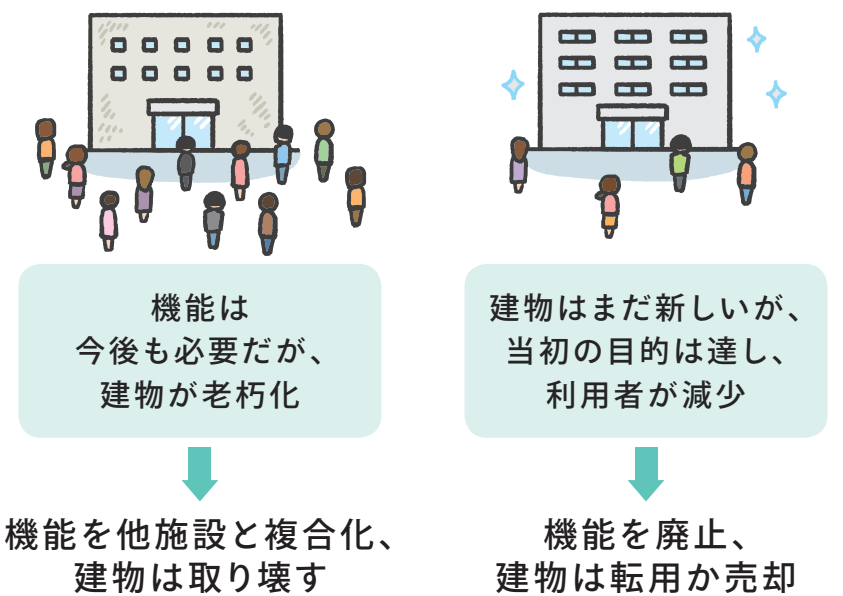 機能は
今後も必要だが、
建物が老朽化
機能を他施設と複合化、
建物は取り壊す
建物はまだ新しいが、
当初の目的は達し、
利用者が減少
機能を廃止、
建物は転用か売却